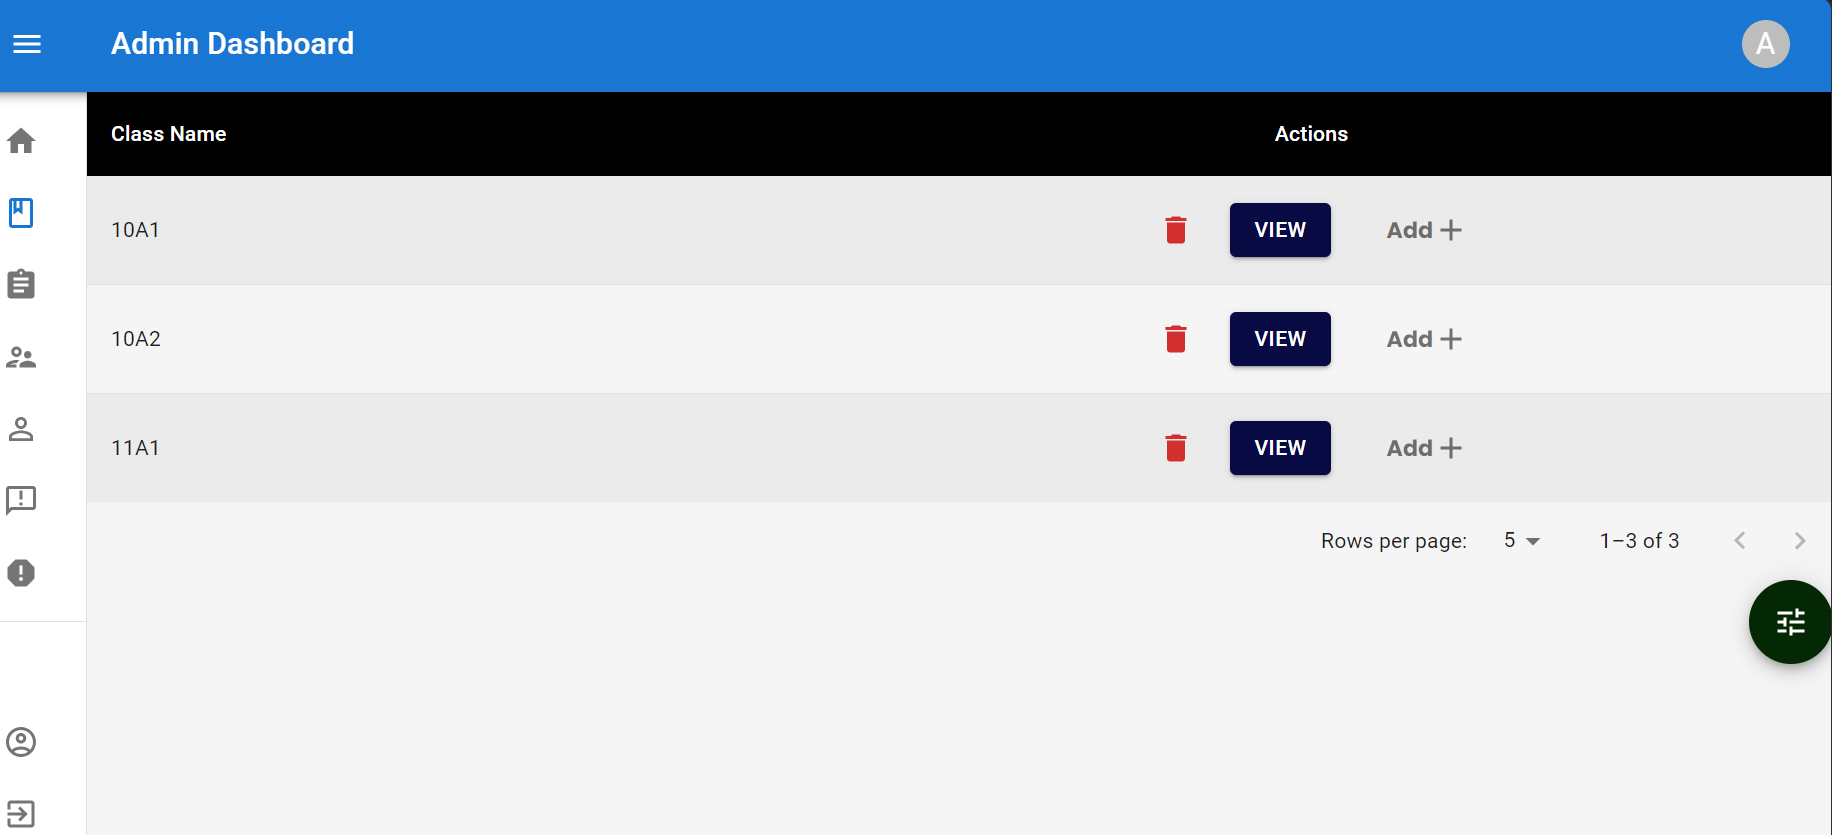 Admin Dashboard
A
Class Name Actions
10A1 VIEW Add
10A2 VIEW Add
11A1 VIEW Add
Rows per page: 5 1–3 of 3